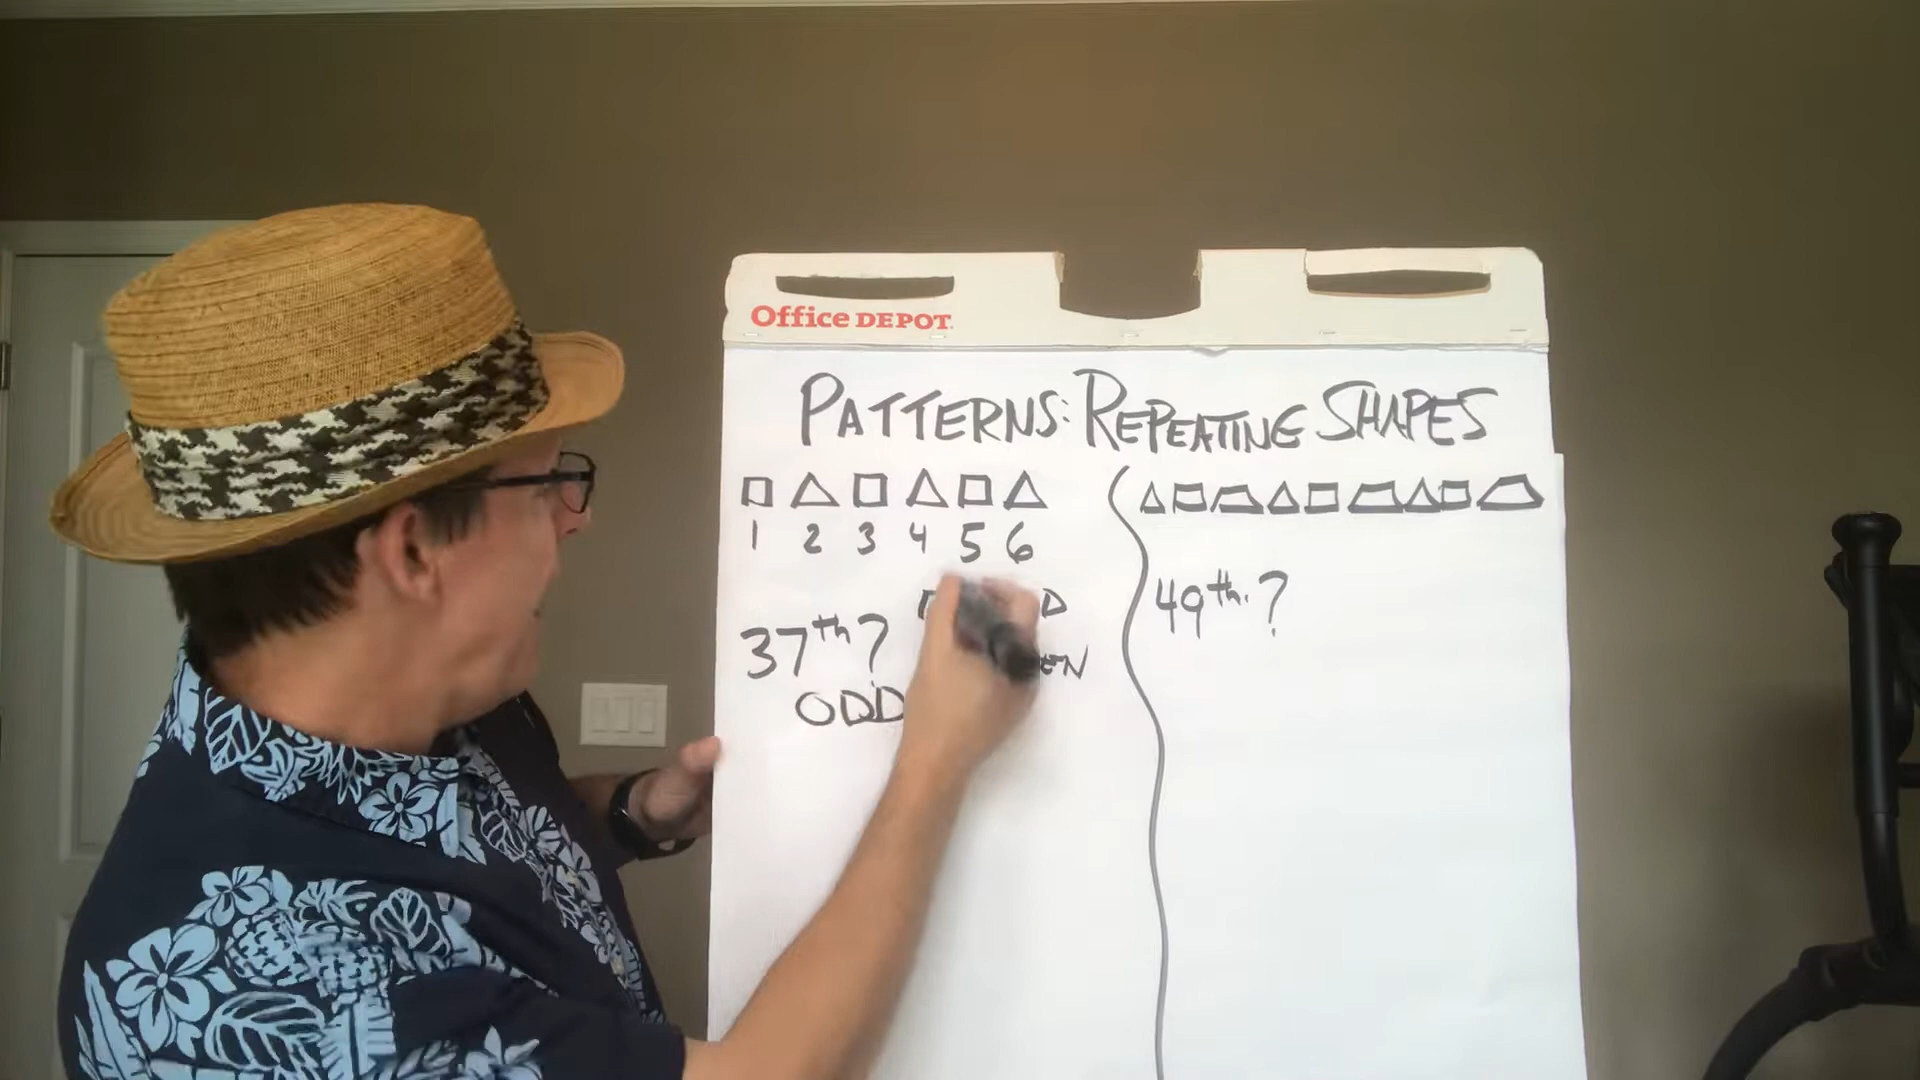 Office DEPOT
PATTERNS: REPEATING SHAPES
1 2 3 4 5 6
37th?
ODD
49th.?